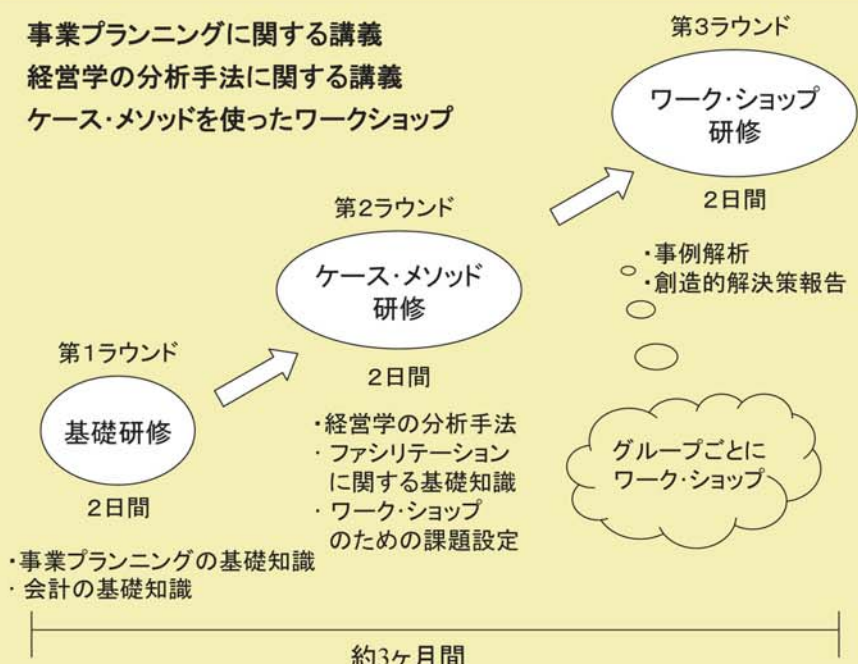 事業プランニングに関する講義
経営学の分析手法に関する講義
ケース・メソッドを使ったワークショップ
第1ラウンド
基礎研修
2日間
・事業プランニングの基礎知識
・会計の基礎知識
第2ラウンド
ケース・メソッド
研修
2日間
・経営学の分析手法
・ファシリテーション
に関する基礎知識
・ワーク・ショップ
のための課題設定
第3ラウンド
ワーク・ショップ
研修
2日間
・事例解析
・創造的解決策報告
グループごとに
ワーク・ショップ
約3ヶ月間